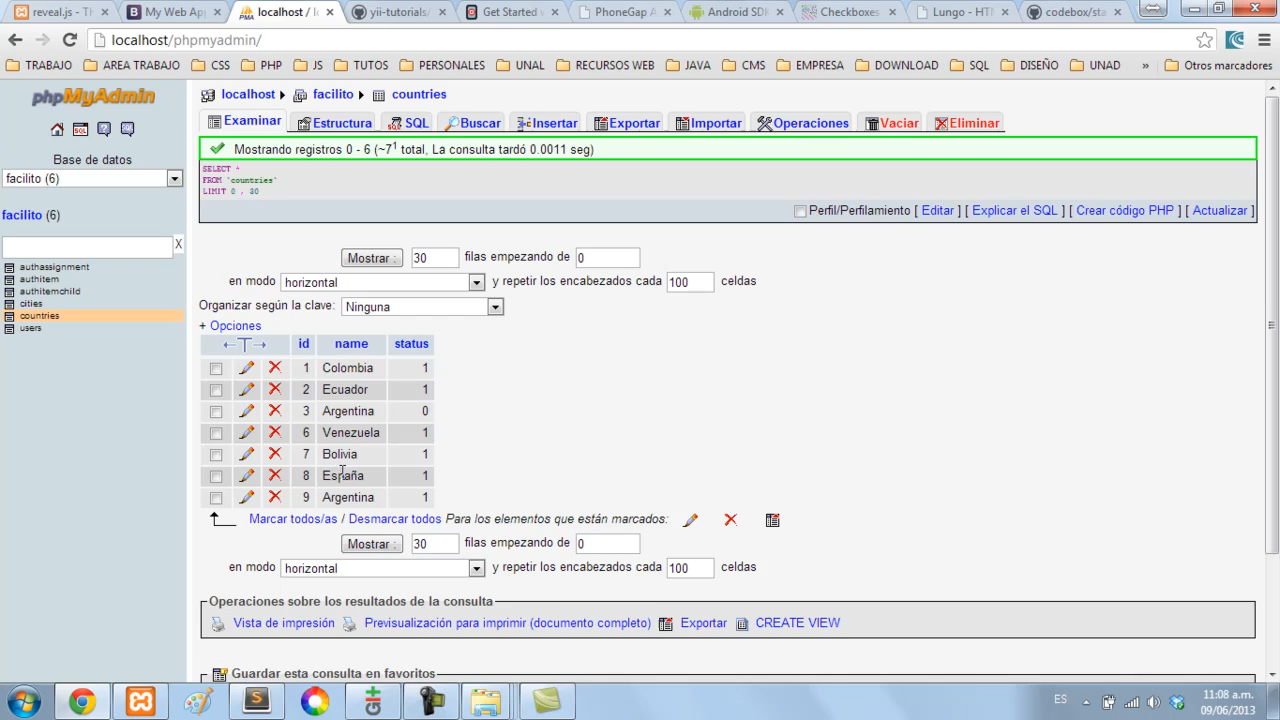 reveal.js - Th
My Web App
localhost / l
yii-tutorials/
Get Started v
PhoneGap A
Android SDK
Checkboxes
Lungo - HTM
codebox/sta
localhost/phpmyadmin/
TRABAJO AREA TRABAJO CSS PHP JS TUTOS PERSONALES UNAL RECURSOS WEB JAVA CMS EMPRESA DOWNLOAD SQL DISEÑO UNAD » Otros marcadores
phpMyAdmin
Base de datos
facilito (6)
facilito (6)
X
authassignment
authitem
authitemchild
cities
countries
users
localhost facilito countries
Examinar Estructura SQL Buscar Insertar Exportar Importar Operaciones Vaciar Eliminar
Mostrando registros 0 - 6 (~7¹ total, La consulta tardó 0.0011 seg)
SELECT *
FROM `countries`
LIMIT 0 , 30
Perfil/Perfilamiento [ Editar ] [ Explicar el SQL ] [ Crear código PHP ] [ Actualizar ]
Mostrar : 30 filas empezando de 0
en modo horizontal y repetir los encabezados cada 100 celdas
Organizar según la clave: Ninguna
+ Opciones
←T→ id name status
1 Colombia 1
2 Ecuador 1
3 Argentina 0
6 Venezuela 1
7 Bolivia 1
8 España 1
9 Argentina 1
Marcar todos/as / Desmarcar todos Para los elementos que están marcados:
Mostrar : 30 filas empezando de 0
en modo horizontal y repetir los encabezados cada 100 celdas
Operaciones sobre los resultados de la consulta
Vista de impresión Previsualización para imprimir (documento completo) Exportar CREATE VIEW
Guardar esta consulta en favoritos
ES
11:08 a.m.
09/06/2013